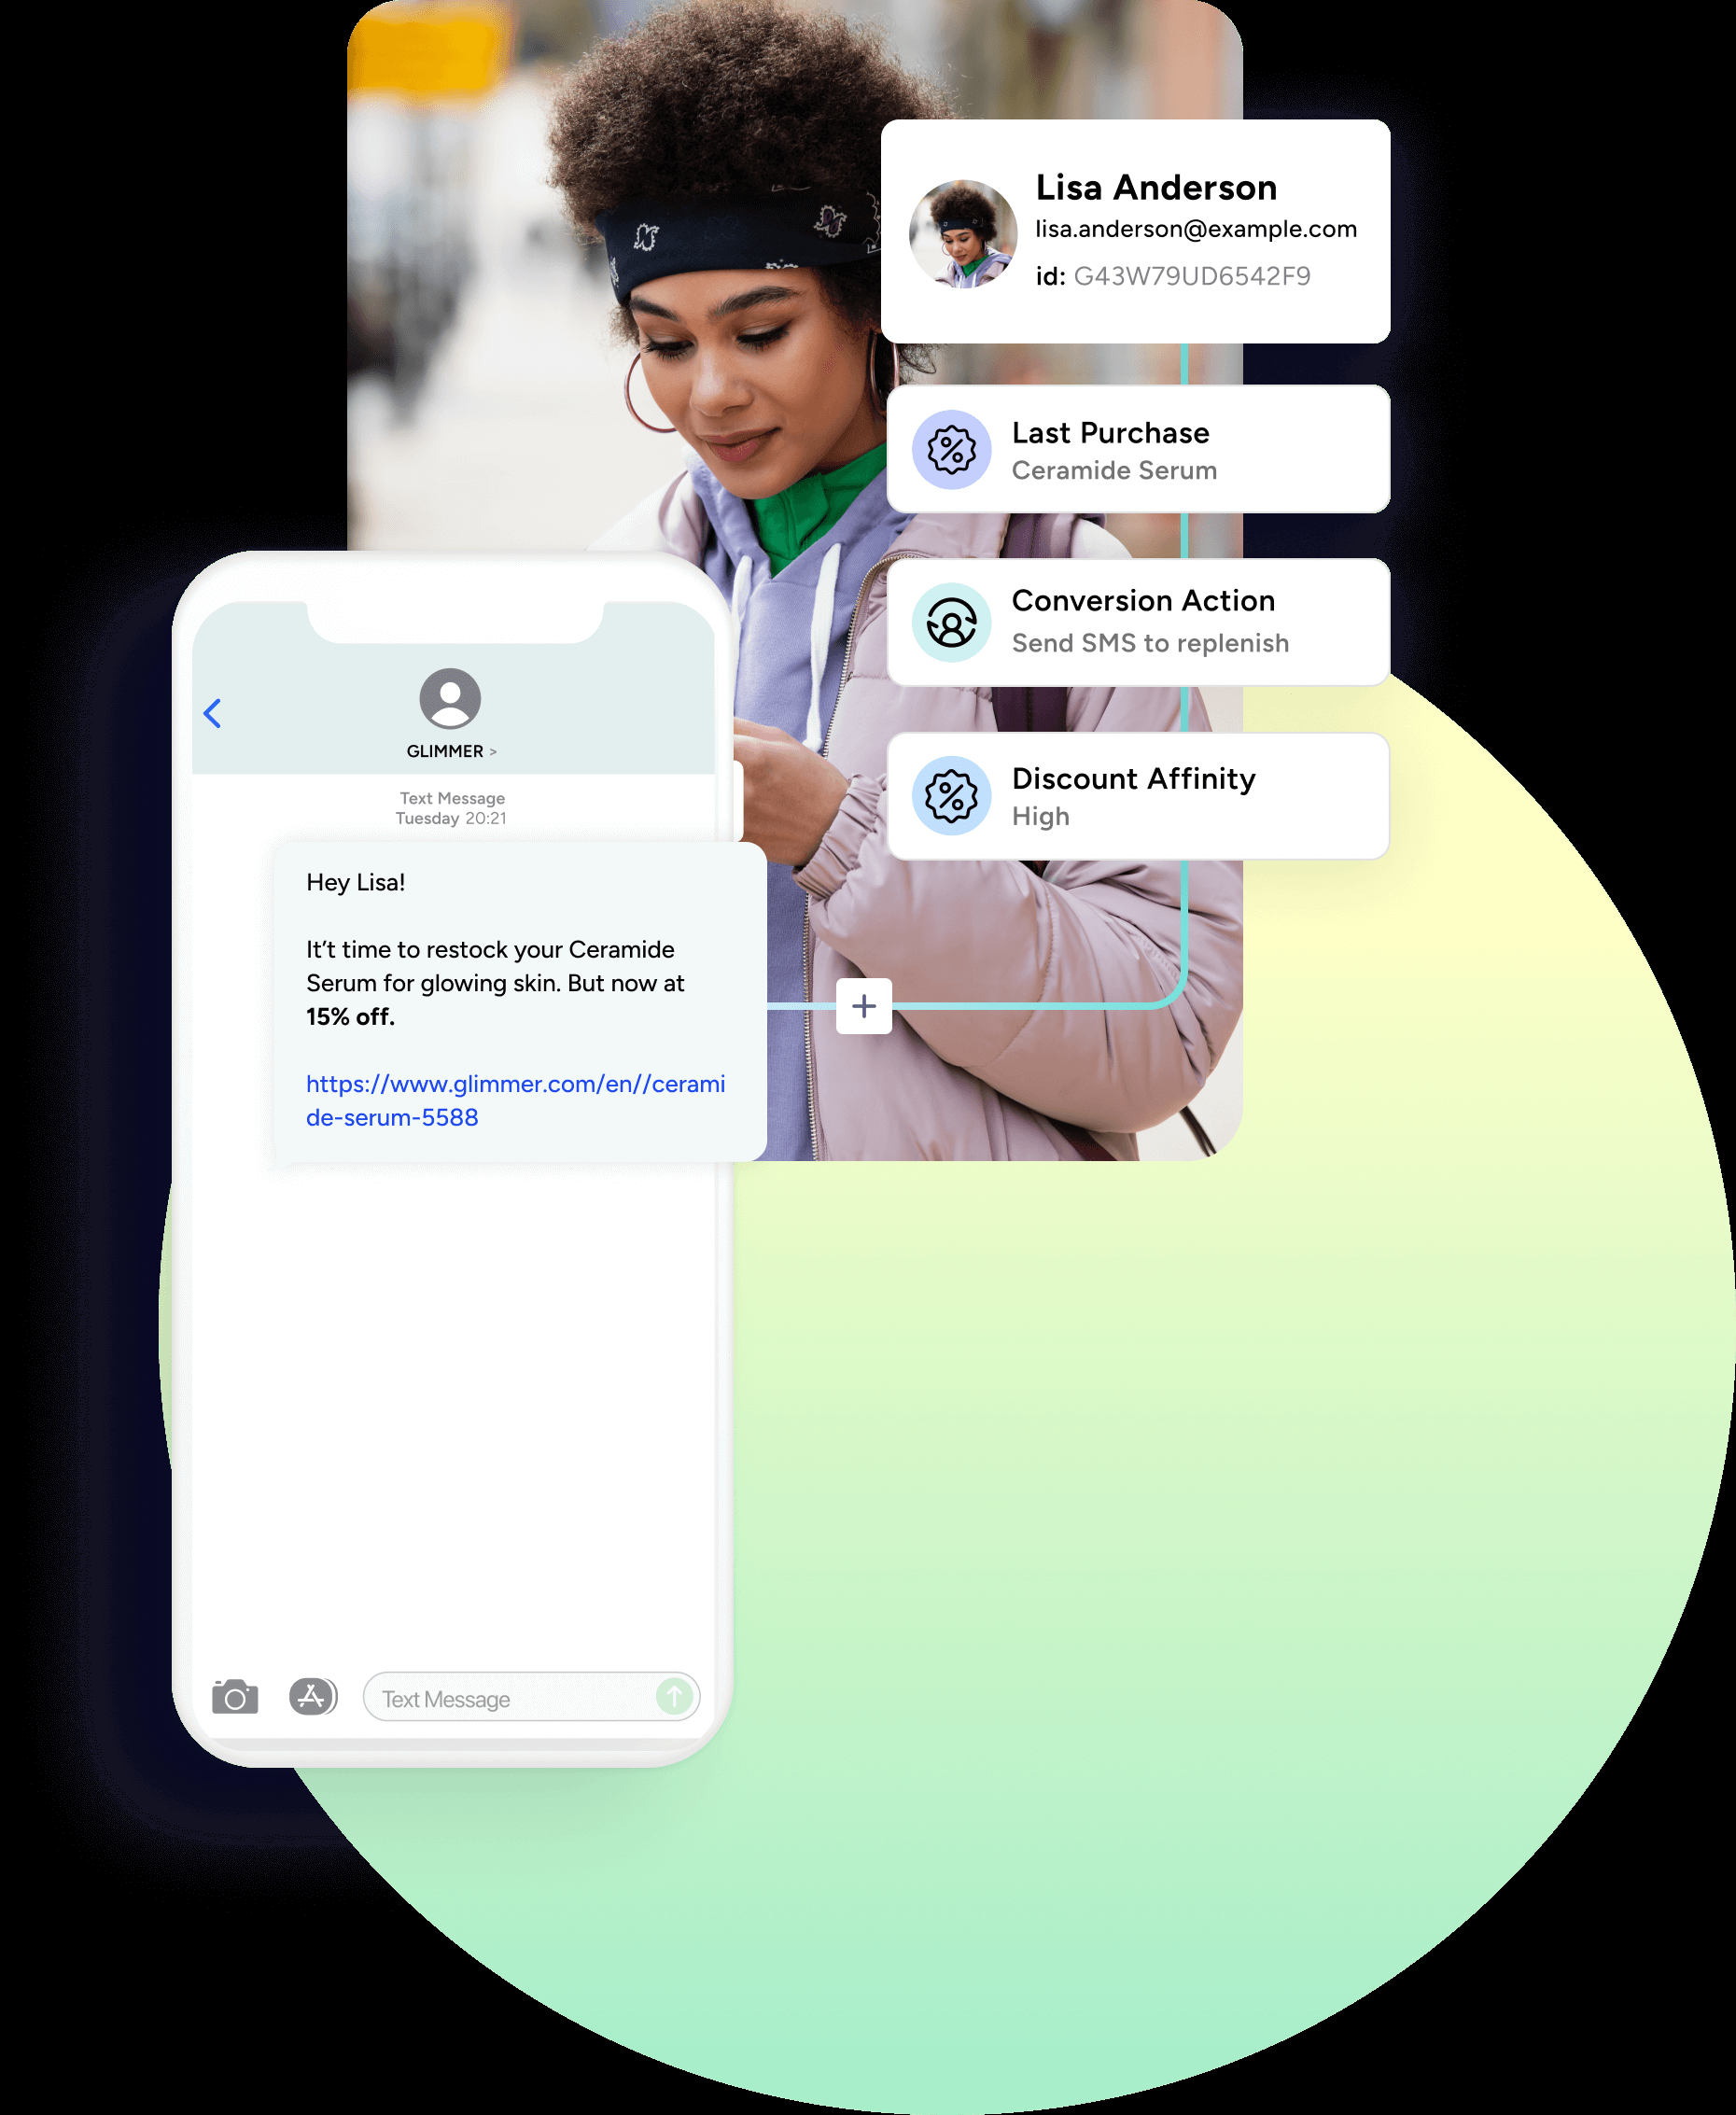 Lisa Anderson
lisa.anderson@example.com
id: G43W79UD6542F9
Last Purchase
Ceramide Serum
Conversion Action
Send SMS to replenish
Discount Affinity
High
GLIMMER >
Text Message
Tuesday 20:21
Hey Lisa!
It’t time to restock your Ceramide
Serum for glowing skin. But now at
15% off.
https://www.glimmer.com/en//cerami
de-serum-5588
Text Message